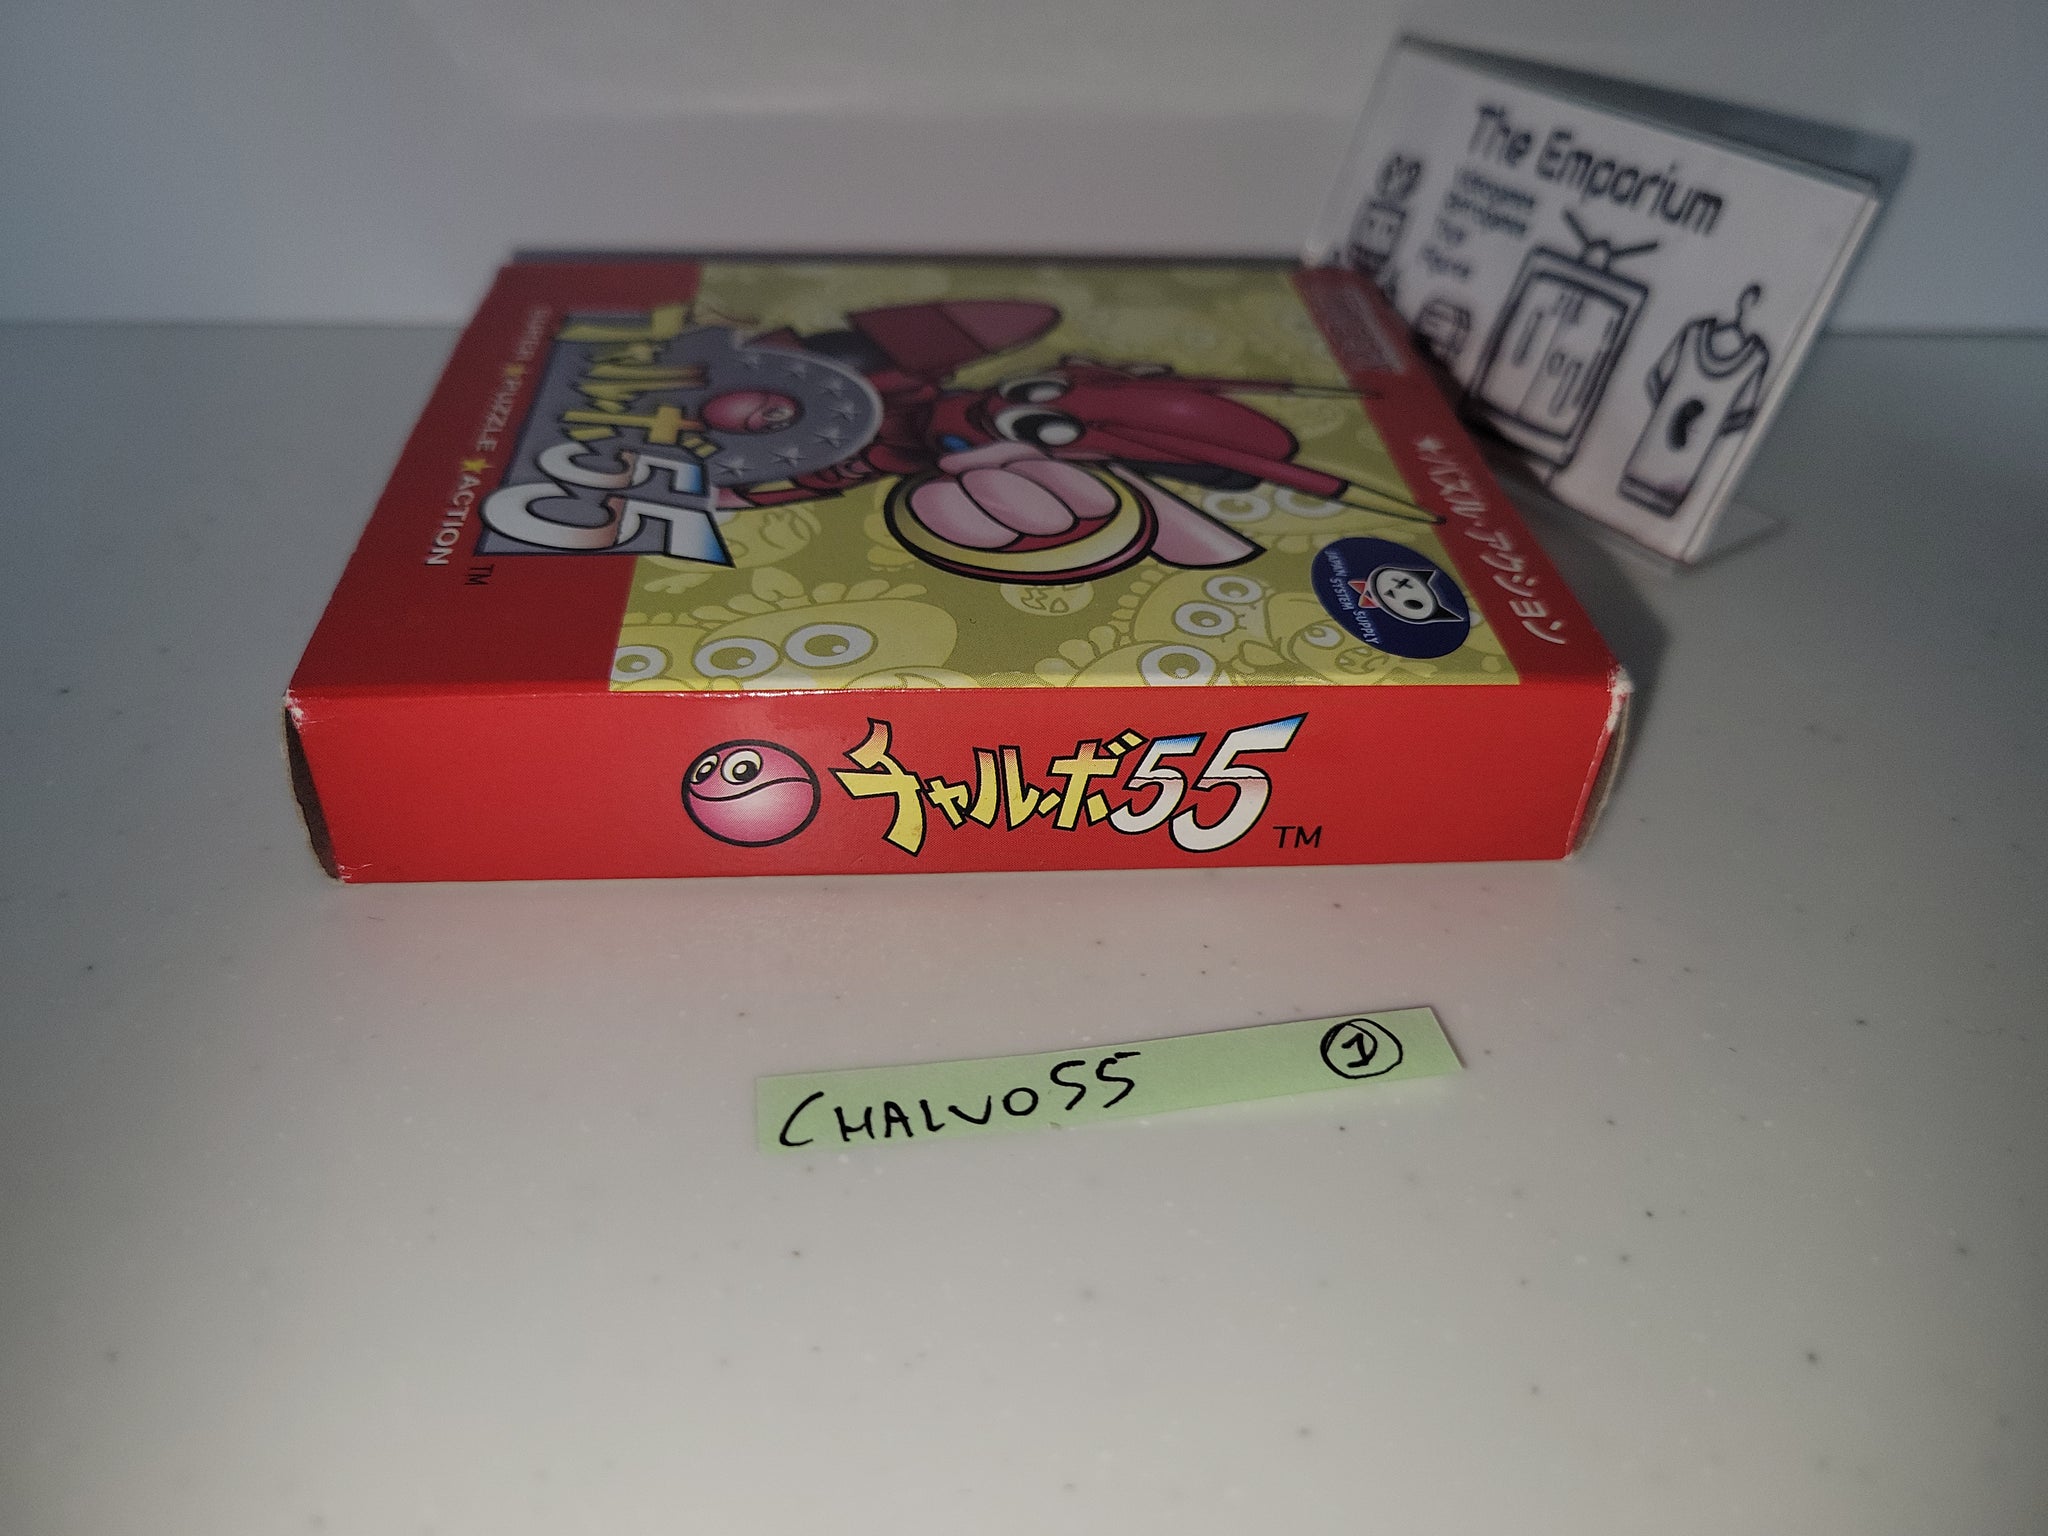 The Emporium
チャルボ55
SUPER★PUZZLE★ACTION
TM
★パズル・アクション
JAPAN SYSTEM SUPPLY
チャルボ55
TM
CHALVO55 ①